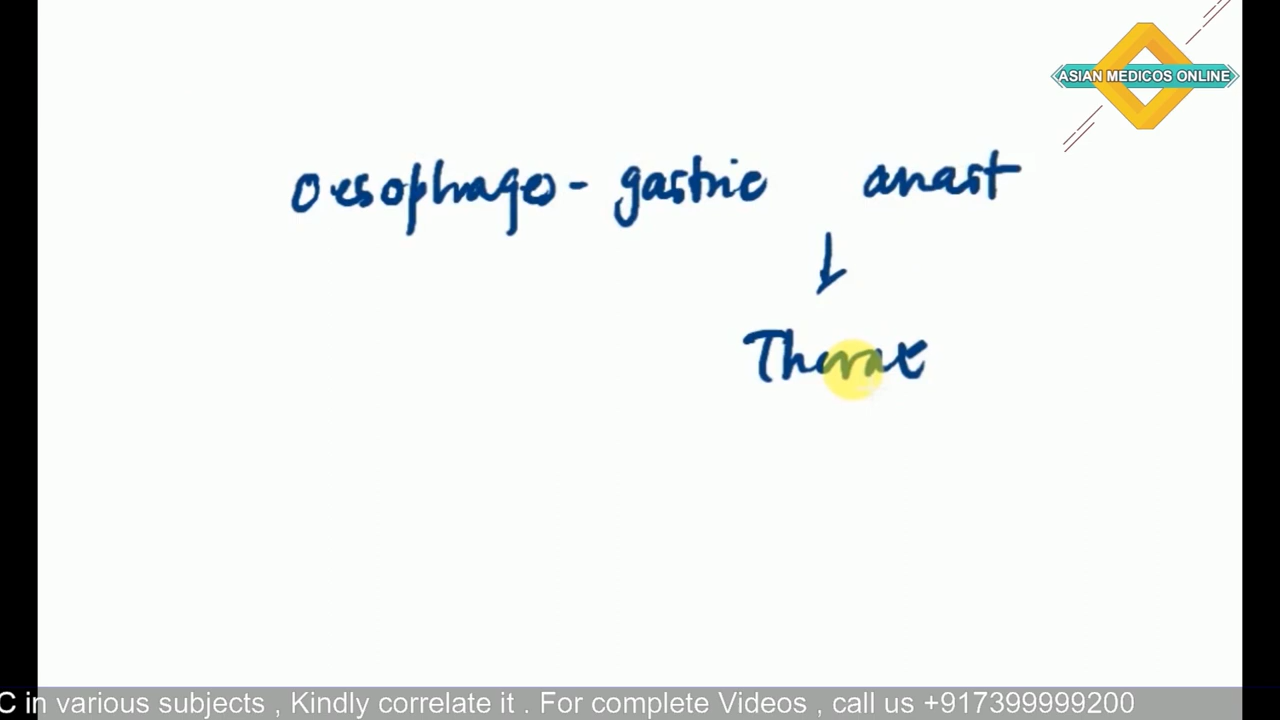 ASIAN MEDICOS ONLINE
oesophago - gastric anast
↓
Thorax
C in various subjects , Kindly correlate it . For complete Videos , call us +917399999200